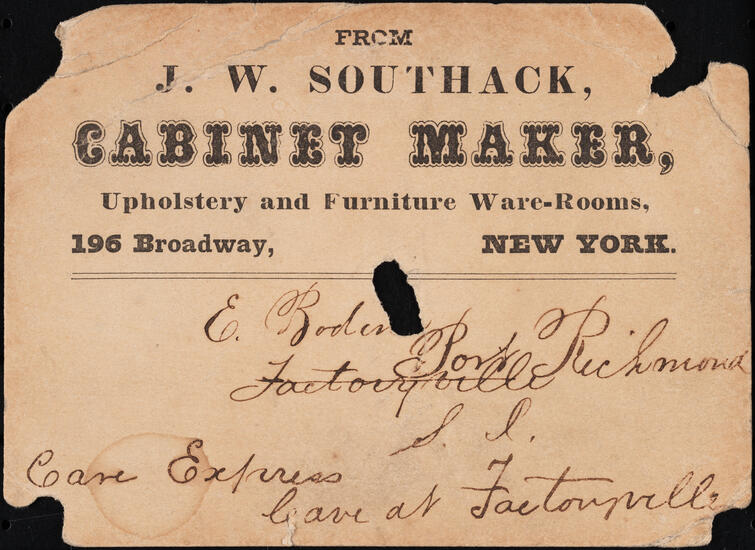 FROM
J. W. SOUTHACK,
CABINET MAKER,
Upholstery and Furniture Ware-Rooms,
196 Broadway, NEW YORK.
E. Boden
Port Richmond
Factoryville
S. I.
Care Express
leave at Factoryville